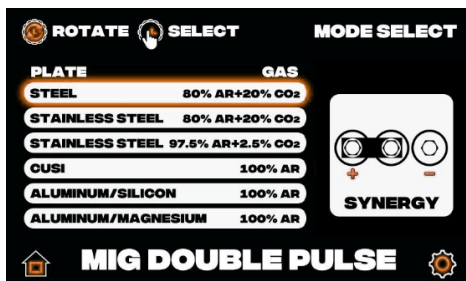 ROTATE SELECT MODE SELECT
PLATE GAS
STEEL 80% AR+20% CO₂
STAINLESS STEEL 80% AR+20% CO₂
STAINLESS STEEL 97.5% AR+2.5% CO₂
CUSI 100% AR
ALUMINUM/SILICON 100% AR
ALUMINUM/MAGNESIUM 100% AR
+ −
SYNERGY
MIG DOUBLE PULSE